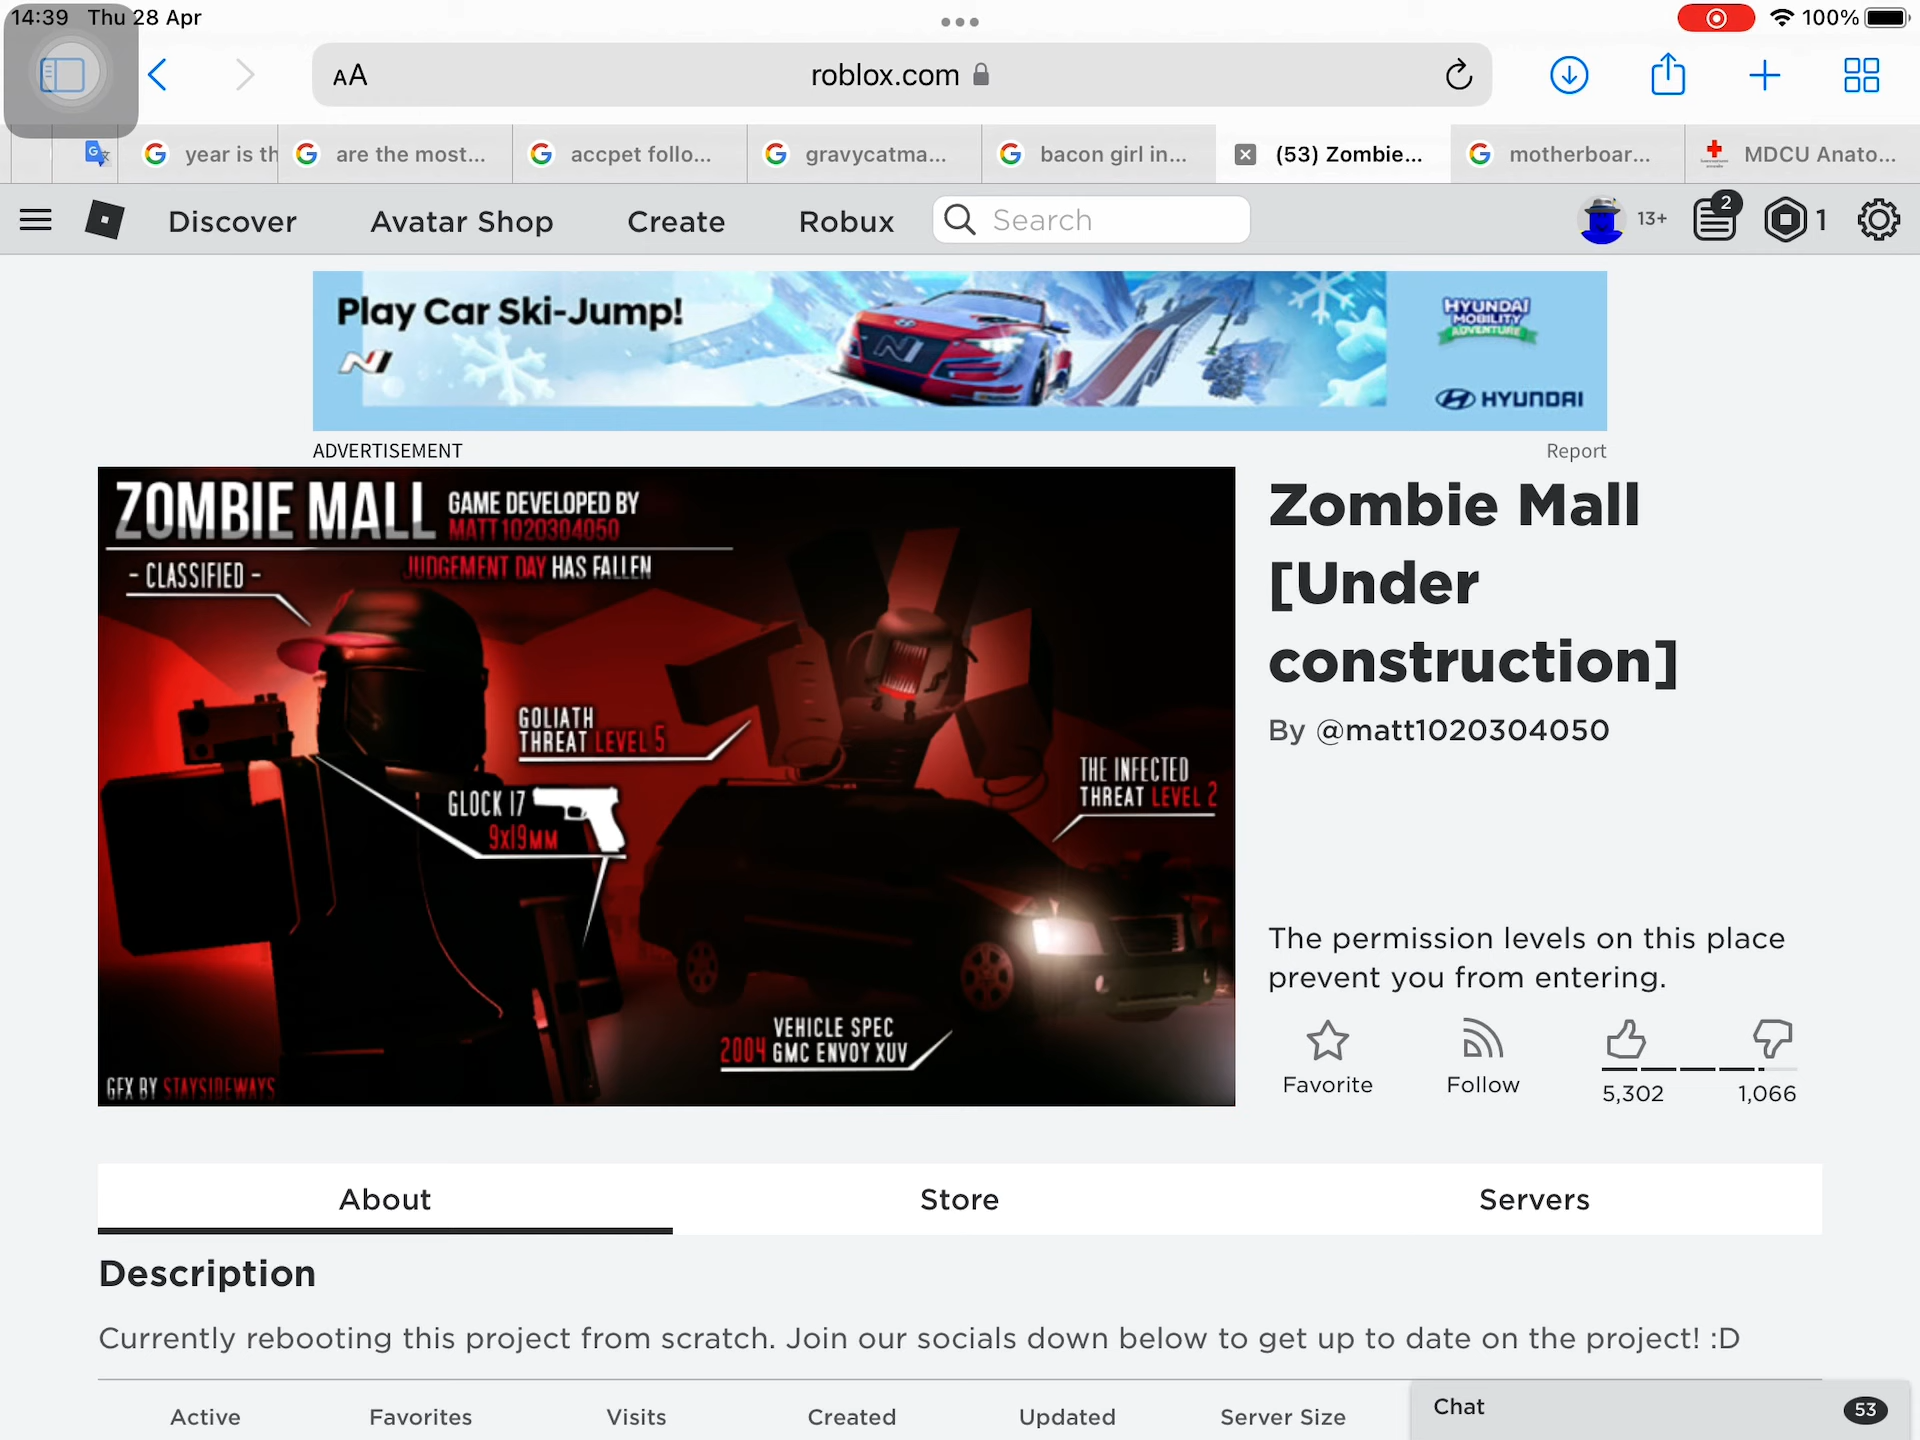 14:39 Thu 28 Apr
100%
AA
roblox.com
year is th
are the most...
accpet follo...
gravycatma...
bacon girl in...
(53) Zombie...
motherboar...
MDCU Anato...
Discover
Avatar Shop
Create
Robux
Search
13+
2
1
Play Car Ski-Jump!
N
HYUNDAI
MOBILITY
ADVENTURE
HYUNDAI
ADVERTISEMENT
Report
ZOMBIE MALL
GAME DEVELOPED BY
MATT1020304050
JUDGEMENT DAY HAS FALLEN
- CLASSIFIED -
GOLIATH
THREAT LEVEL 5
GLOCK 17
9x19MM
THE INFECTED
THREAT LEVEL 2
VEHICLE SPEC
2004 GMC ENVOY XUV
GFX BY STAYSIDEWAYS
Zombie Mall
[Under
construction]
By @matt1020304050
The permission levels on this place
prevent you from entering.
Favorite
Follow
5,302
1,066
About
Store
Servers
Description
Currently rebooting this project from scratch. Join our socials down below to get up to date on the project! :D
Active
Favorites
Visits
Created
Updated
Server Size
Chat
53